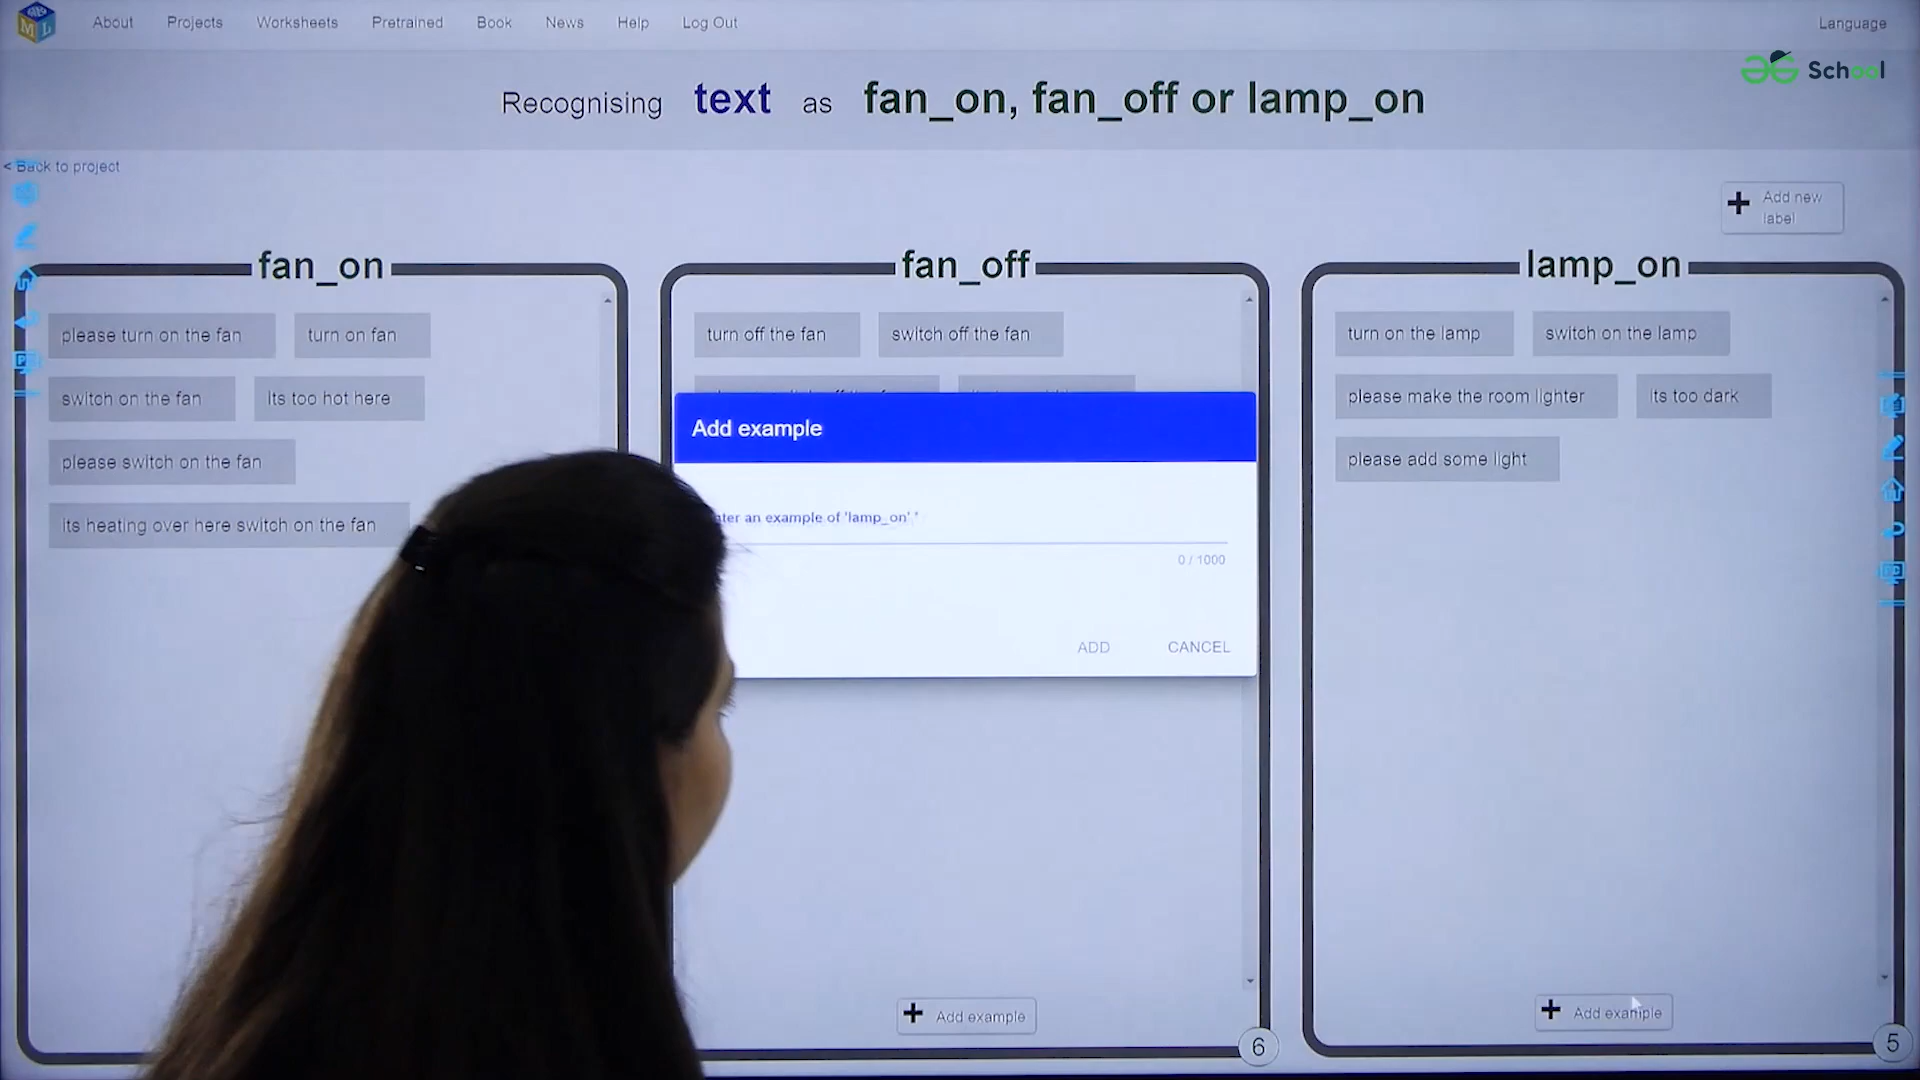 About Projects Worksheets Pretrained Book News Help Log Out Language
School
Recognising text as fan_on, fan_off or lamp_on
< Back to project
+ Add new label
fan_on
please turn on the fan
turn on fan
switch on the fan
Its too hot here
please switch on the fan
its heating over here switch on the fan
fan_off
turn off the fan
switch off the fan
Add example
nter an example of 'lamp_on' *
0 / 1000
ADD CANCEL
+ Add example
6
lamp_on
turn on the lamp
switch on the lamp
please make the room lighter
its too dark
please add some light
+ Add example
5